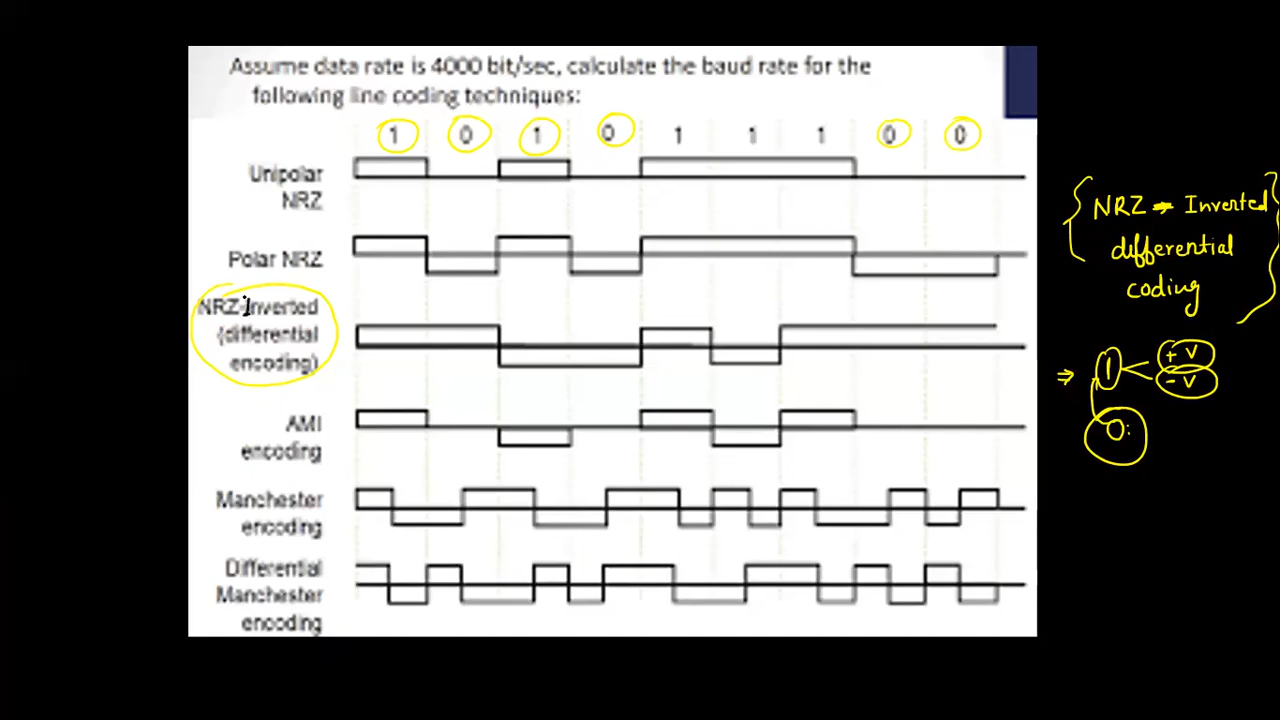 Assume data rate is 4000 bit/sec, calculate the baud rate for the
following line coding techniques:
1 0 1 0 1 1 1 0 0
Unipolar
NRZ
Polar NRZ
NRZ-Inverted
(differential
encoding)
AMI
encoding
Manchester
encoding
Differential
Manchester
encoding
NRZ - Inverted
differential
coding
⇒ 1 + V
- V
0: